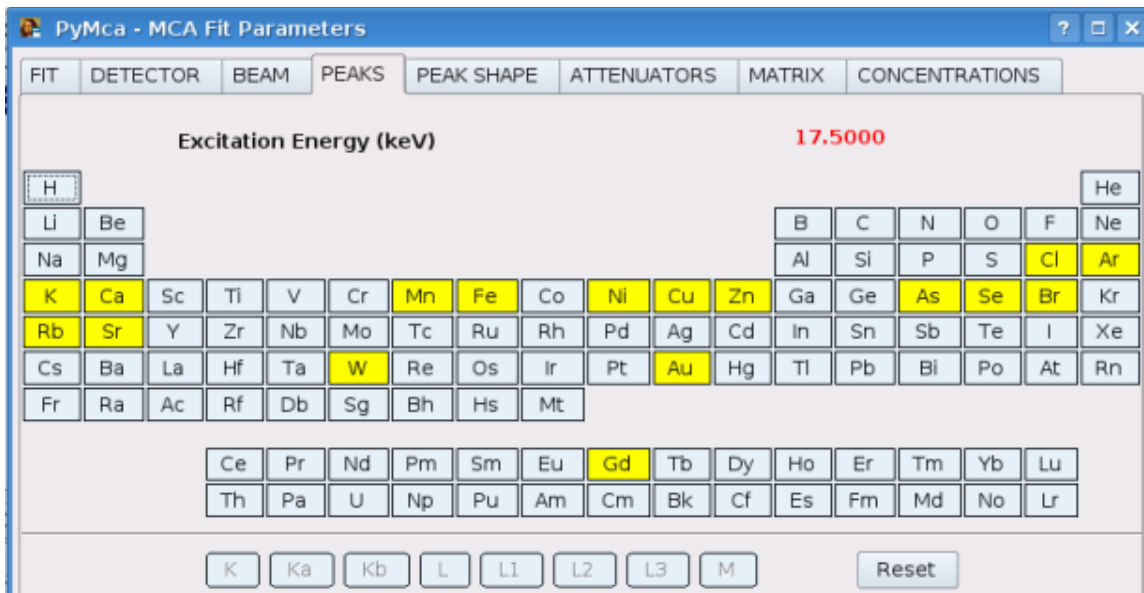 PyMca - MCA Fit Parameters ?
FIT DETECTOR BEAM PEAKS PEAK SHAPE ATTENUATORS MATRIX CONCENTRATIONS
Excitation Energy (keV) 17.5000
H He
Li Be B C N O F Ne
Na Mg Al Si P S Cl Ar
K Ca Sc Ti V Cr Mn Fe Co Ni Cu Zn Ga Ge As Se Br Kr
Rb Sr Y Zr Nb Mo Tc Ru Rh Pd Ag Cd In Sn Sb Te I Xe
Cs Ba La Hf Ta W Re Os Ir Pt Au Hg Tl Pb Bi Po At Rn
Fr Ra Ac Rf Db Sg Bh Hs Mt
Ce Pr Nd Pm Sm Eu Gd Tb Dy Ho Er Tm Yb Lu
Th Pa U Np Pu Am Cm Bk Cf Es Fm Md No Lr
K Ka Kb L L1 L2 L3 M Reset